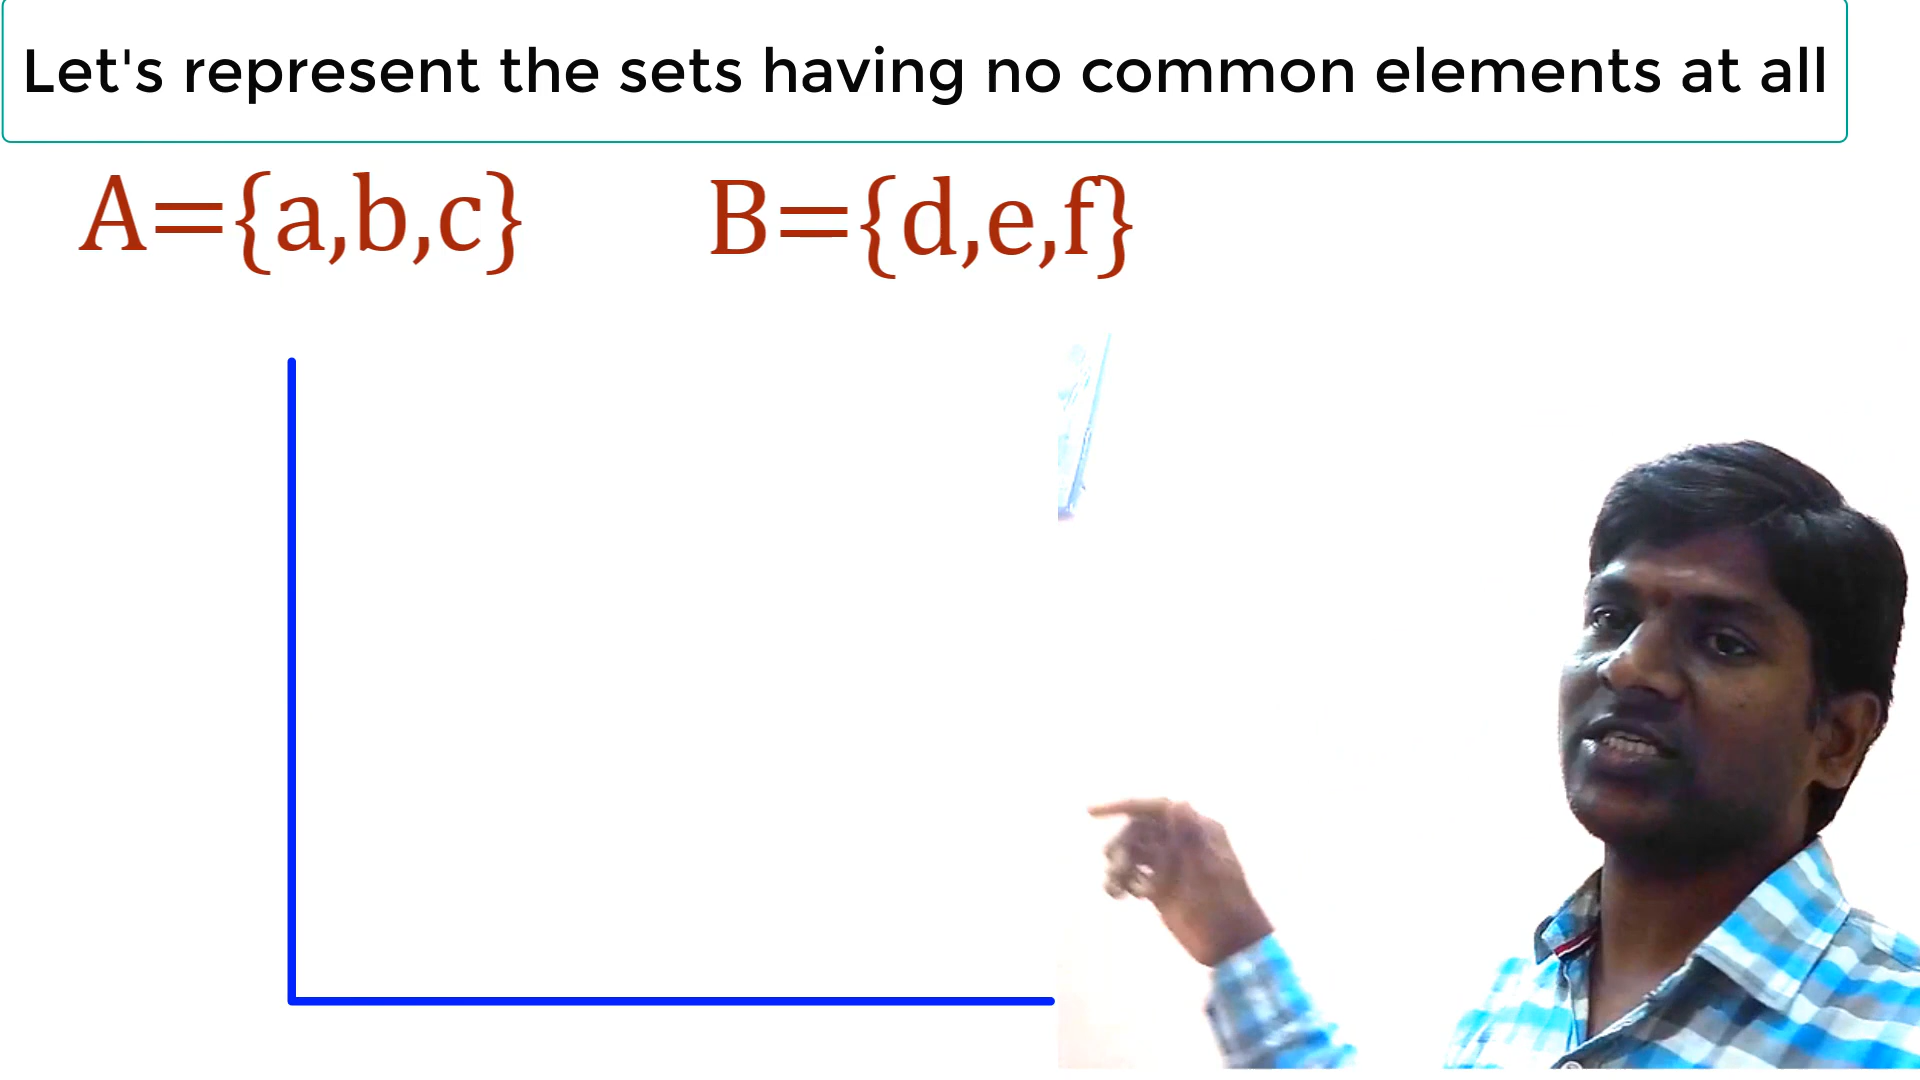 Let's represent the sets having no common elements at all
A={a,b,c} B={d,e,f}